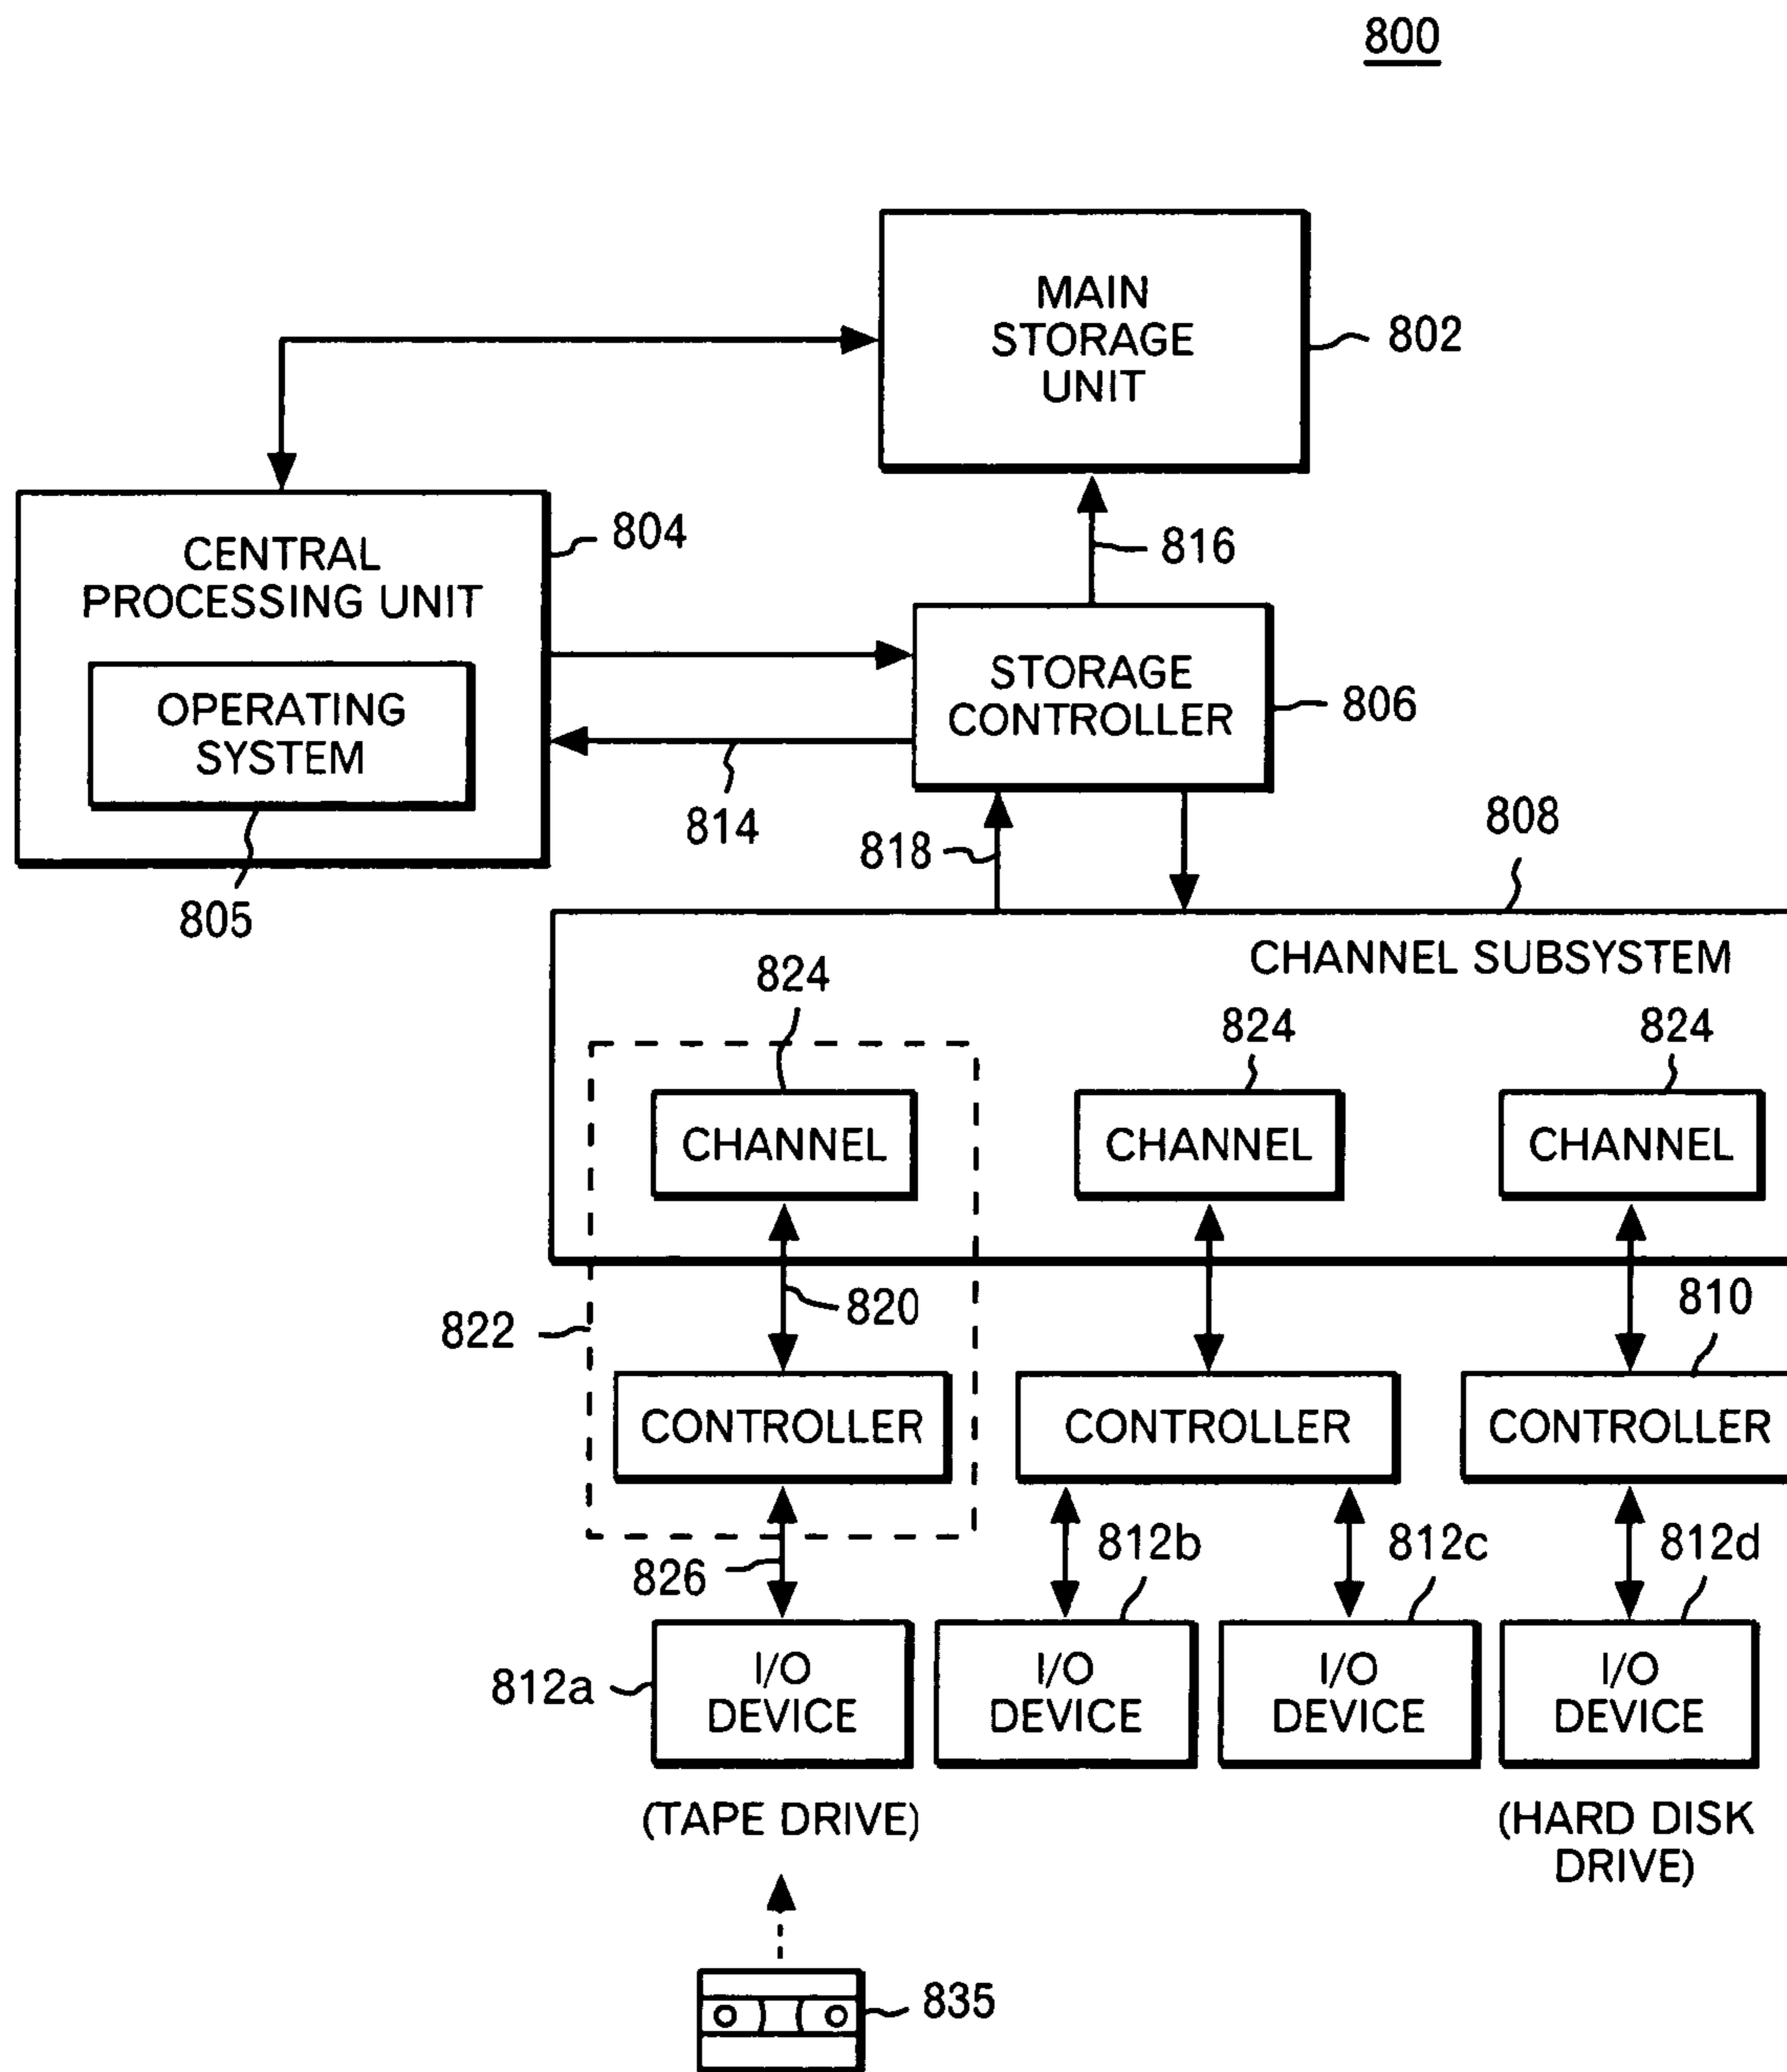 800
MAIN
STORAGE
UNIT
802
CENTRAL
PROCESSING UNIT
804
816
OPERATING
SYSTEM
STORAGE
CONTROLLER
806
814
818
808
805
CHANNEL SUBSYSTEM
824
824
824
CHANNEL
CHANNEL
CHANNEL
820
810
822
CONTROLLER
CONTROLLER
CONTROLLER
826
812b
812c
812d
812a
I/O
DEVICE
I/O
DEVICE
I/O
DEVICE
I/O
DEVICE
(TAPE DRIVE)
(HARD DISK
DRIVE)
835